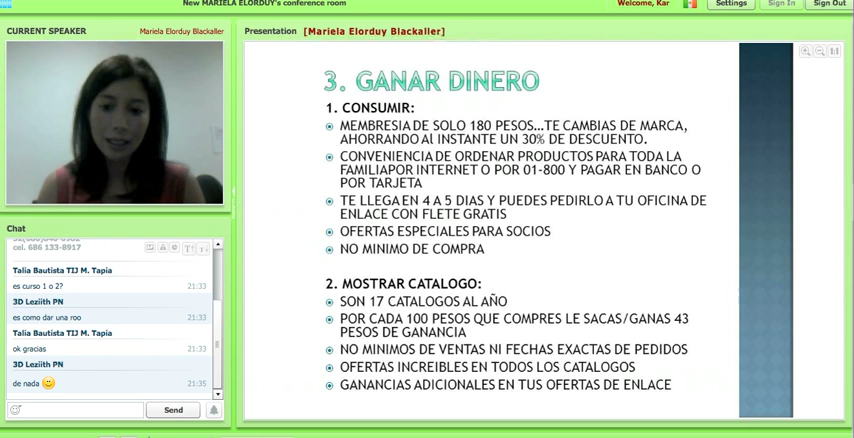 New MARIELA ELORDUY's conference room
Welcome, Kar
Settings
Sign In
Sign Out
CURRENT SPEAKER
Mariela Elorduy Blackaller
Presentation [Mariela Elorduy Blackaller]
3. GANAR DINERO
1. CONSUMIR:
MEMBRESIA DE SOLO 180 PESOS...TE CAMBIAS DE MARCA,
AHORRANDO Al INSTANTE UN 30% DE DESCUENTO.
CONVENIENCIA DE ORDENAR PRODUCTOS PARA TODA LA
FAMILIAPOR INTERNET O POR 01-800 Y PAGAR EN BANCO O
POR TARJETA
TE LLEGA EN 4 A 5 DIAS Y PUEDES PEDIRLO A TU OFICINA DE
ENLACE CON FLETE GRATIS
OFERTAS ESPECIALES PARA SOCIOS
NO MINIMO DE COMPRA
2. MOSTRAR CATALOGO:
SON 17 CATALOGOS AL AÑO
POR CADA 100 PESOS QUE COMPRES LE SACAS/GANAS 43
PESOS DE GANANCIA
NO MINIMOS DE VENTAS NI FECHAS EXACTAS DE PEDIDOS
OFERTAS INCREIBLES EN TODOS LOS CATALOGOS
GANANCIAS ADICIONALES EN TUS OFERTAS DE ENLACE
Chat
cel. 686 133-8917
Talia Bautista TIJ M. Tapia
es curso 1 o 2?
21:33
3D Leziith PN
es como dar una roo
21:33
Talia Bautista TIJ M. Tapia
ok gracias
21:33
3D Leziith PN
de nada
21:35
Send